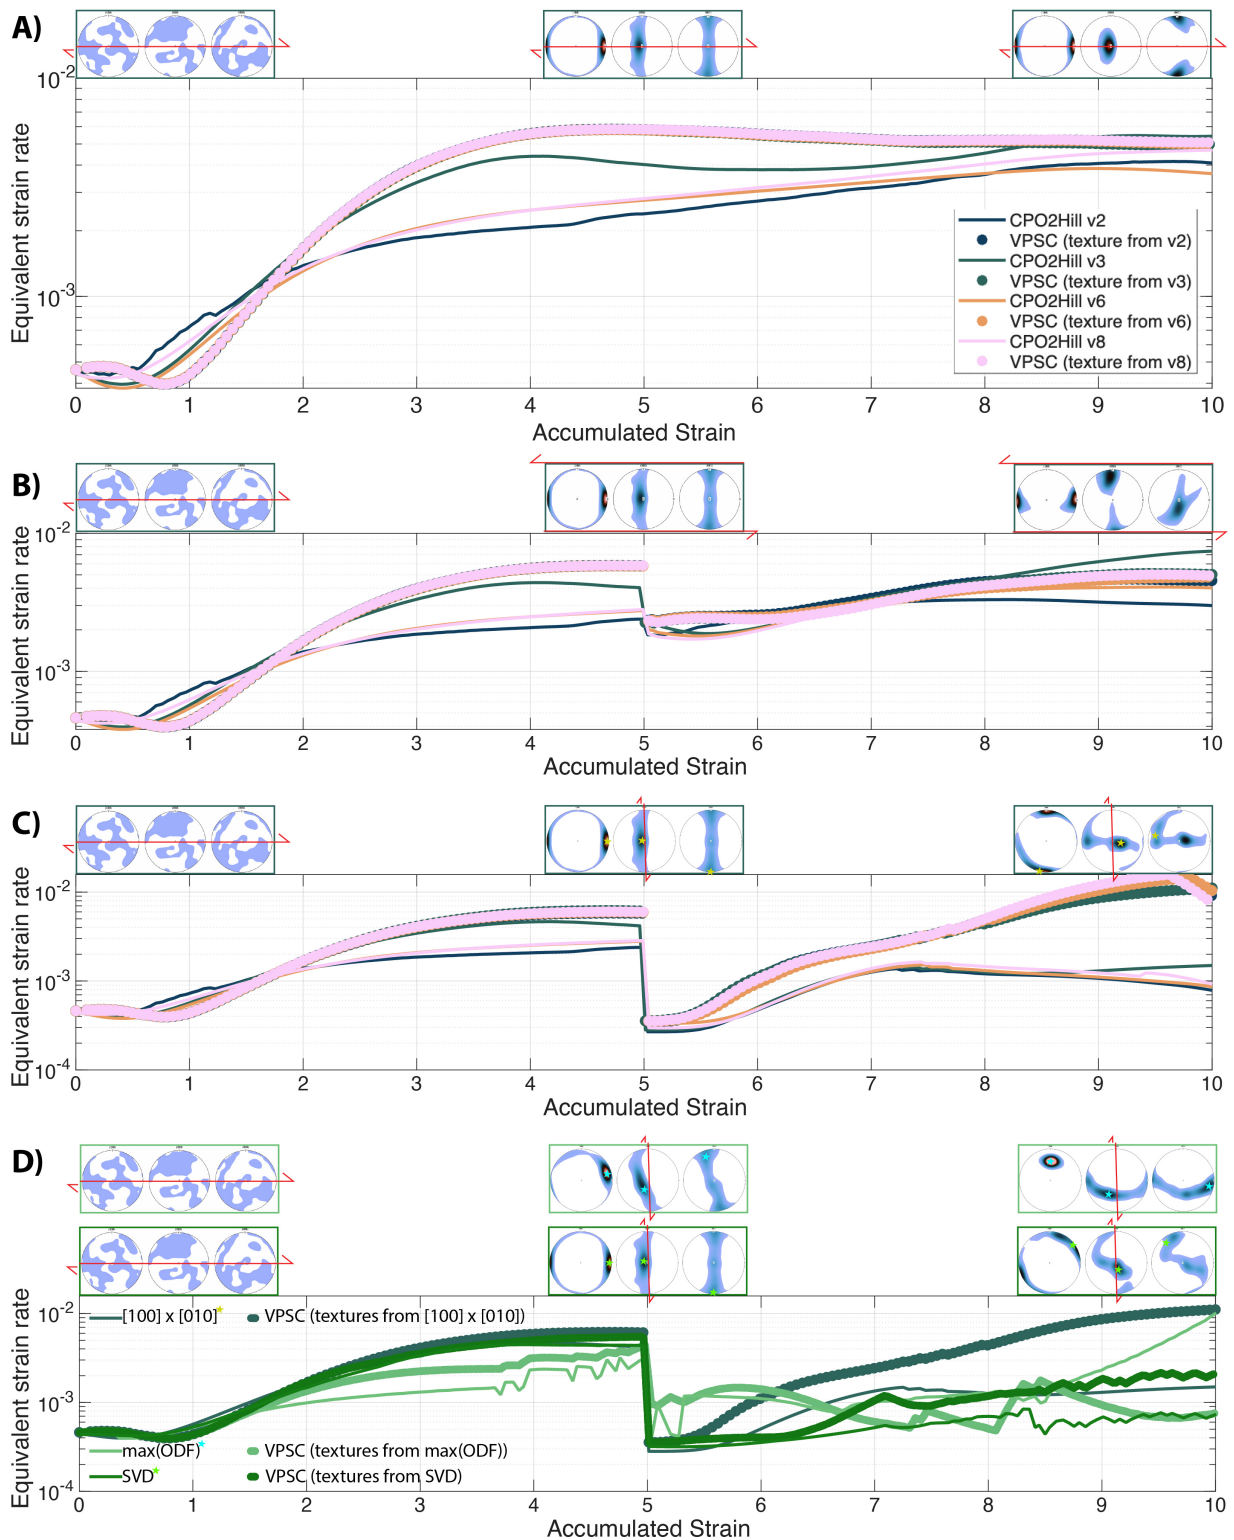 A)
10-2
10-3
Equivalent strain rate
CPO2Hill v2
VPSC (texture from v2)
CPO2Hill v3
VPSC (texture from v3)
CPO2Hill v6
VPSC (texture from v6)
CPO2Hill v8
VPSC (texture from v8)
0 1 2 3 4 5 6 7 8 9 10
Accumulated Strain
B)
10-2
10-3
Equivalent strain rate
0 1 2 3 4 5 6 7 8 9 10
Accumulated Strain
C)
10-2
10-3
10-4
Equivalent strain rate
0 1 2 3 4 5 6 7 8 9 10
Accumulated Strain
D)
10-2
10-3
10-4
Equivalent strain rate
[100] x [010] VPSC (textures from [100] x [010])
max(ODF) VPSC (textures from max(ODF))
SVD VPSC (textures from SVD)
0 1 2 3 4 5 6 7 8 9 10
Accumulated Strain